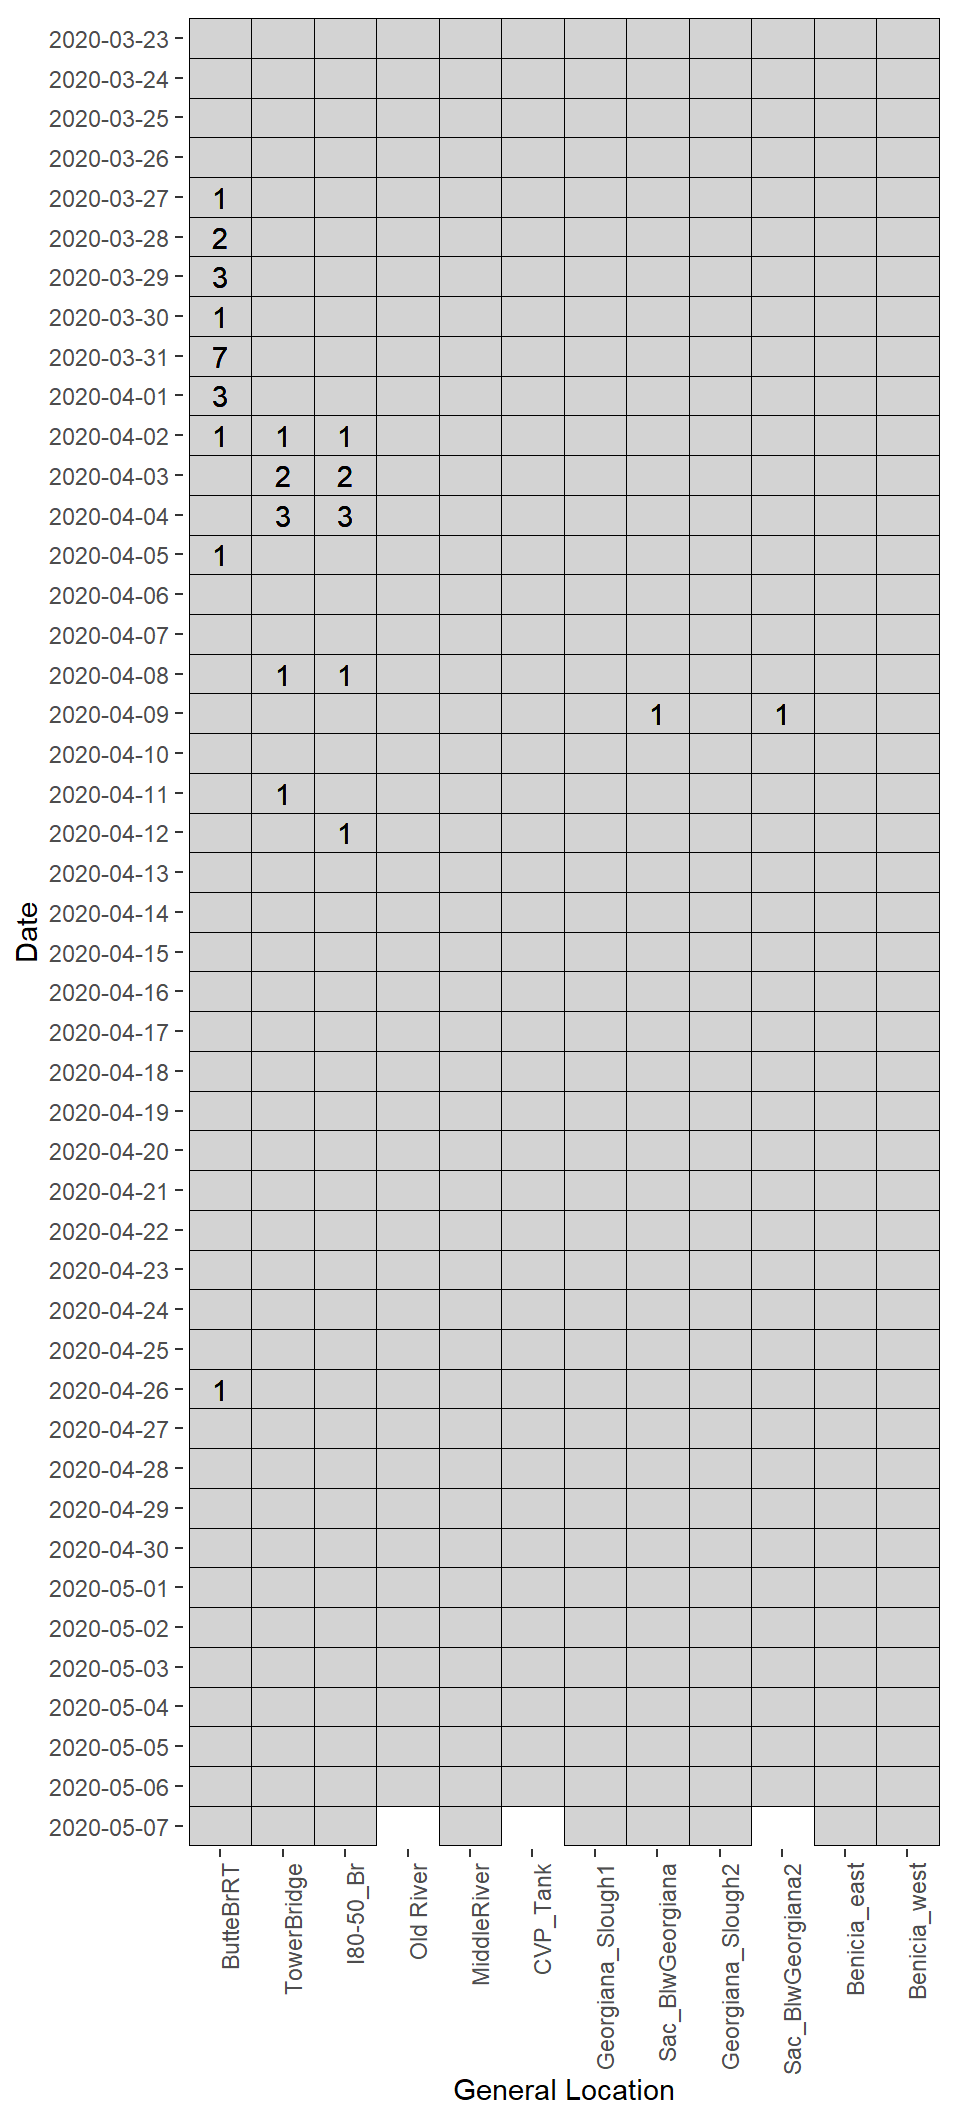 2020-03-23
2020-03-24
2020-03-25
2020-03-26
2020-03-27 1
2020-03-28 2
2020-03-29 3
2020-03-30 1
2020-03-31 7
2020-04-01 3
2020-04-02 1 1 1
2020-04-03 2 2
2020-04-04 3 3
2020-04-05 1
2020-04-06
2020-04-07
2020-04-08 1 1
2020-04-09 1 1
2020-04-10
2020-04-11 1
2020-04-12 1
2020-04-13
2020-04-14
2020-04-15
2020-04-16
2020-04-17
2020-04-18
2020-04-19
2020-04-20
2020-04-21
2020-04-22
2020-04-23
2020-04-24
2020-04-25
2020-04-26 1
2020-04-27
2020-04-28
2020-04-29
2020-04-30
2020-05-01
2020-05-02
2020-05-03
2020-05-04
2020-05-05
2020-05-06
2020-05-07
Date
ButteBrRT
TowerBridge
I80-50_Br
Old River
MiddleRiver
CVP_Tank
Georgiana_Slough1
Sac_BlwGeorgiana
Georgiana_Slough2
Sac_BlwGeorgiana2
Benicia_east
Benicia_west
General Location